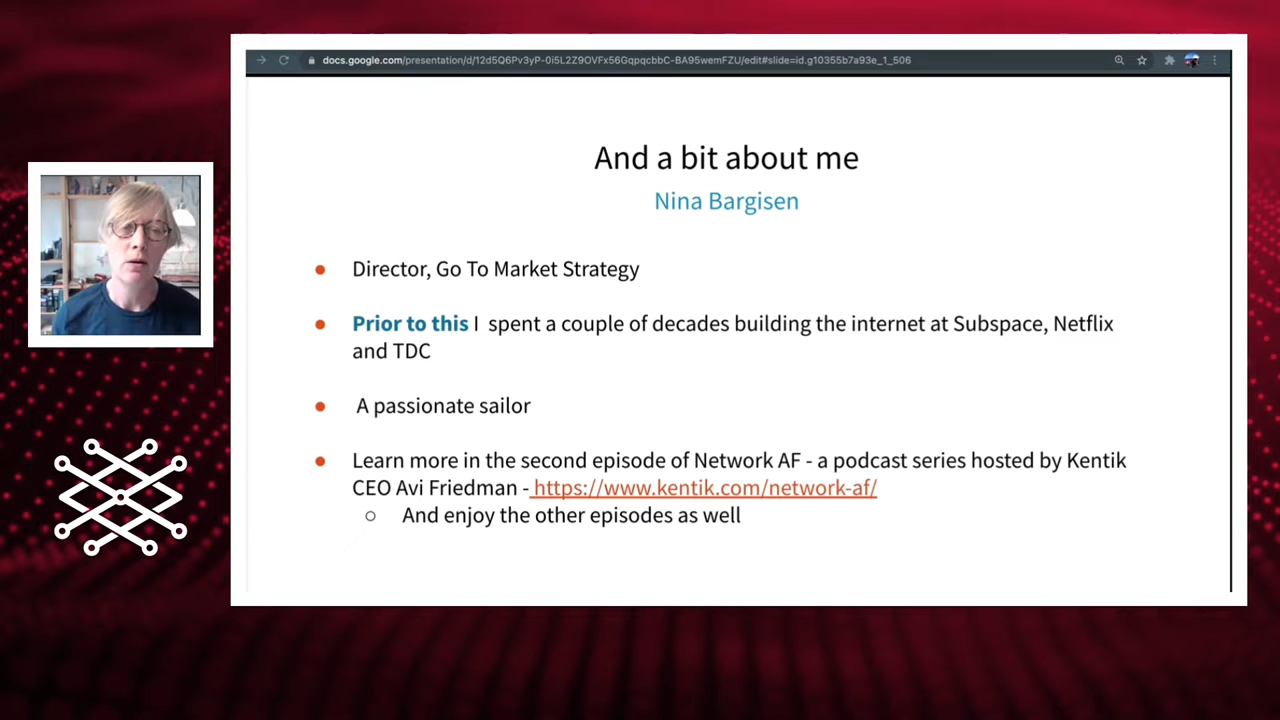 docs.google.com/presentation/d/12d5Q6Pv3yP-0i5L2Z9OVFx56GqpqcbbC-BA95wemFZU/edit#slide=id.g10355b7a93e_1_506
And a bit about me
Nina Bargisen
● Director, Go To Market Strategy
● Prior to this I spent a couple of decades building the internet at Subspace, Netflix
and TDC
● A passionate sailor
● Learn more in the second episode of Network AF - a podcast series hosted by Kentik
CEO Avi Friedman - https://www.kentik.com/network-af/
○ And enjoy the other episodes as well